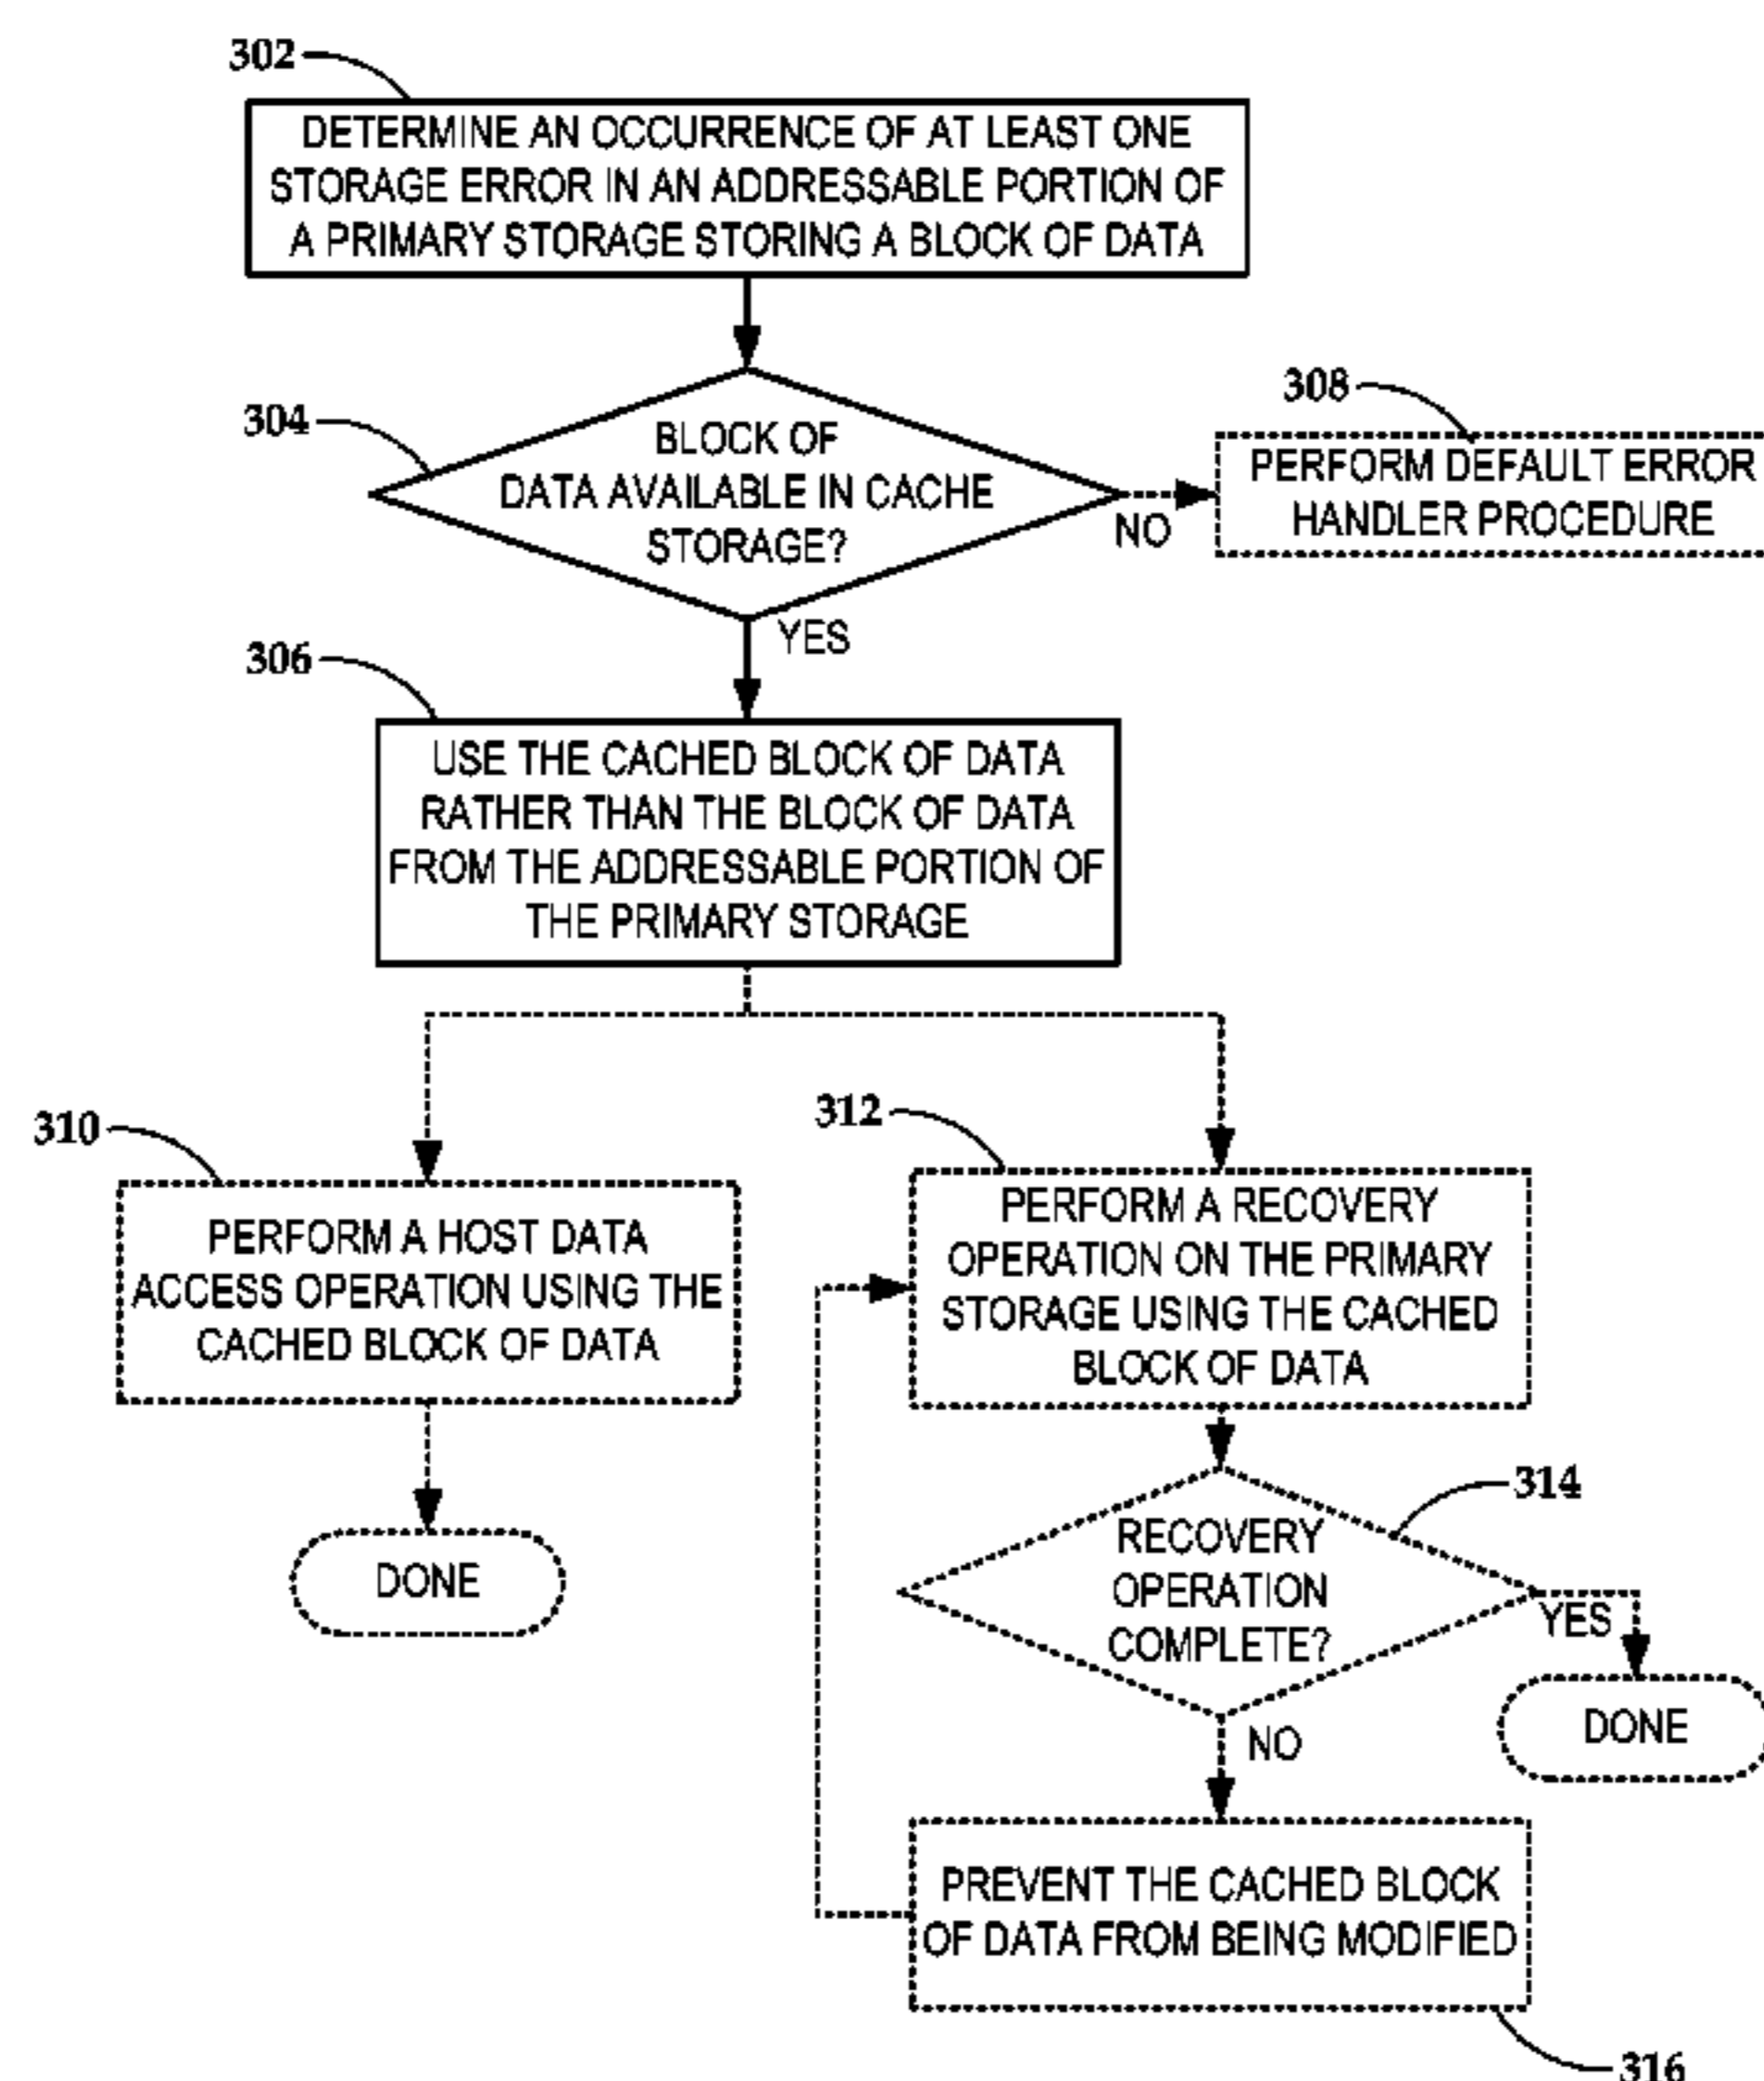 302
DETERMINE AN OCCURRENCE OF AT LEAST ONE
STORAGE ERROR IN AN ADDRESSABLE PORTION OF
A PRIMARY STORAGE STORING A BLOCK OF DATA
304
BLOCK OF
DATA AVAILABLE IN CACHE
STORAGE?
NO
308
PERFORM DEFAULT ERROR
HANDLER PROCEDURE
YES
306
USE THE CACHED BLOCK OF DATA
RATHER THAN THE BLOCK OF DATA
FROM THE ADDRESSABLE PORTION OF
THE PRIMARY STORAGE
310
PERFORM A HOST DATA
ACCESS OPERATION USING THE
CACHED BLOCK OF DATA
DONE
312
PERFORM A RECOVERY
OPERATION ON THE PRIMARY
STORAGE USING THE CACHED
BLOCK OF DATA
314
RECOVERY
OPERATION
COMPLETE?
YES
DONE
NO
PREVENT THE CACHED BLOCK
OF DATA FROM BEING MODIFIED
316